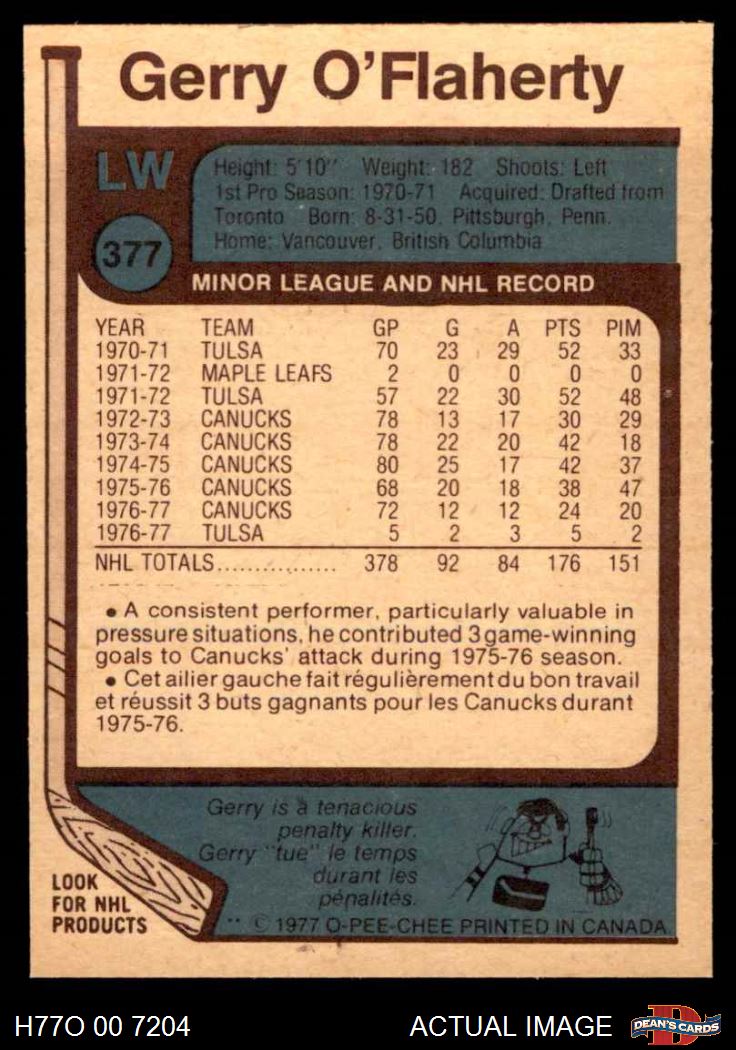 Gerry O'Flaherty
LW
377
Height: 5'10" Weight: 182 Shoots: Left
1st Pro Season: 1970-71 Acquired: Drafted from
Toronto Born: 8-31-50, Pittsburgh, Penn.
Home: Vancouver, British Columbia
MINOR LEAGUE AND NHL RECORD
YEAR TEAM GP G A PTS PIM
1970-71 TULSA 70 23 29 52 33
1971-72 MAPLE LEAFS 2 0 0 0 0
1971-72 TULSA 57 22 30 52 48
1972-73 CANUCKS 78 13 17 30 29
1973-74 CANUCKS 78 22 20 42 18
1974-75 CANUCKS 80 25 17 42 37
1975-76 CANUCKS 68 20 18 38 47
1976-77 CANUCKS 72 12 12 24 20
1976-77 TULSA 5 2 3 5 2
NHL TOTALS................ 378 92 84 176 151
• A consistent performer, particularly valuable in
pressure situations, he contributed 3 game-winning
goals to Canucks' attack during 1975-76 season.
• Cet ailier gauche fait régulièrement du bon travail
et réussit 3 buts gagnants pour les Canucks durant
1975-76.
Gerry is a tenacious
penalty killer.
Gerry "tue" le temps
durant les
pénalités.
LOOK
FOR NHL
PRODUCTS
** © 1977 O-PEE-CHEE PRINTED IN CANADA
H77O 00 7204
ACTUAL IMAGE
D
DEAN'S CARDS